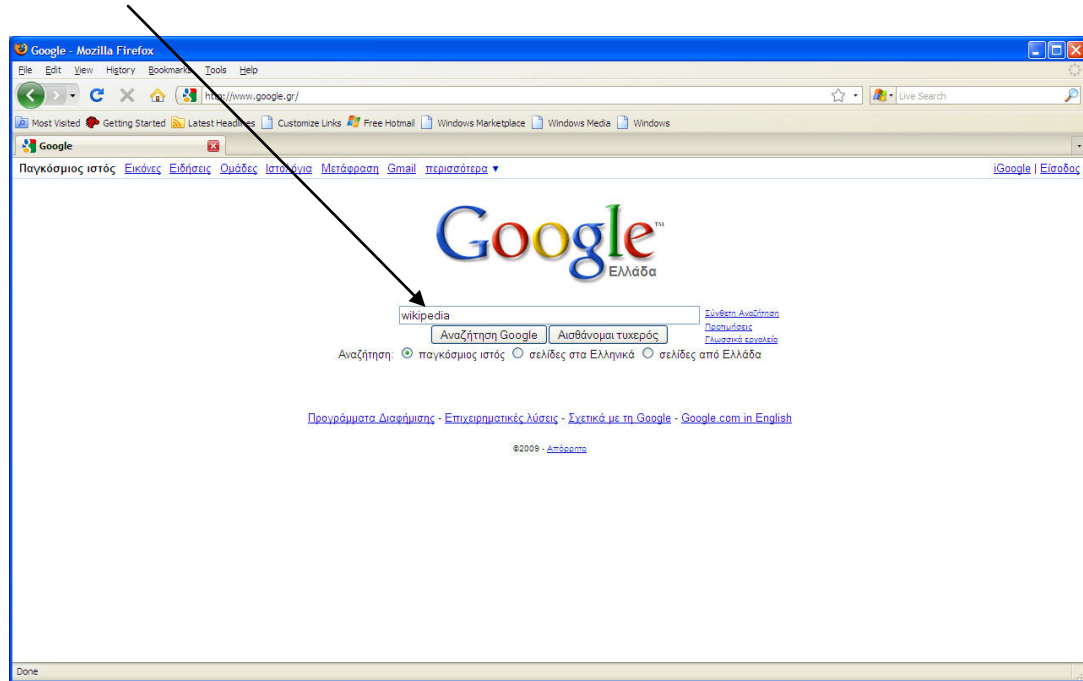 Google - Mozilla Firefox
File Edit View History Bookmarks Tools Help
http://www.google.gr/
Live Search
Most Visited Getting Started Latest Headlines Customize Links Free Hotmail Windows Marketplace Windows Media Windows
Google
Παγκόσμιος ιστός Εικόνες Ειδήσεις Ομάδες Ιστολόγια Μετάφραση Gmail περισσότερα ▼ iGoogle | Είσοδος
Google™
Ελλάδα
wikipedia
Σύνθετη Αναζήτηση
Αναζήτηση Google Αισθάνομαι τυχερός
Προτιμήσεις
Γλωσσικά εργαλεία
Αναζήτηση: παγκόσμιος ιστός σελίδες στα Ελληνικά σελίδες από Ελλάδα
Προγράμματα Διαφήμισης - Επιχειρηματικές λύσεις - Σχετικά με τη Google - Google.com in English
©2009 - Απόρρητο
Done